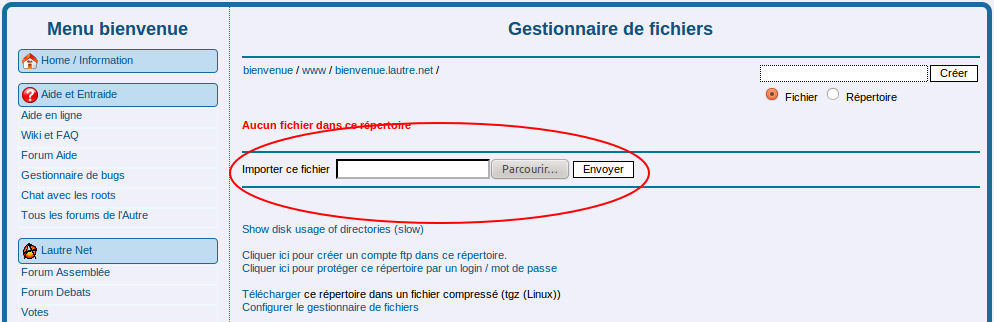 Menu bienvenue
Home / Information
Aide et Entraide
Aide en ligne
Wiki et FAQ
Forum Aide
Gestionnaire de bugs
Chat avec les roots
Tous les forums de l'Autre
Lautre Net
Forum Assemblée
Forum Debats
Votes
Gestionnaire de fichiers
bienvenue / www / bienvenue.lautre.net /
Créer
Fichier Répertoire
Aucun fichier dans ce répertoire
Importer ce fichier Parcourir... Envoyer
Show disk usage of directories (slow)
Cliquer ici pour créer un compte ftp dans ce répertoire.
Cliquer ici pour protéger ce répertoire par un login / mot de passe
Télécharger ce répertoire dans un fichier compressé (tgz (Linux))
Configurer le gestionnaire de fichiers